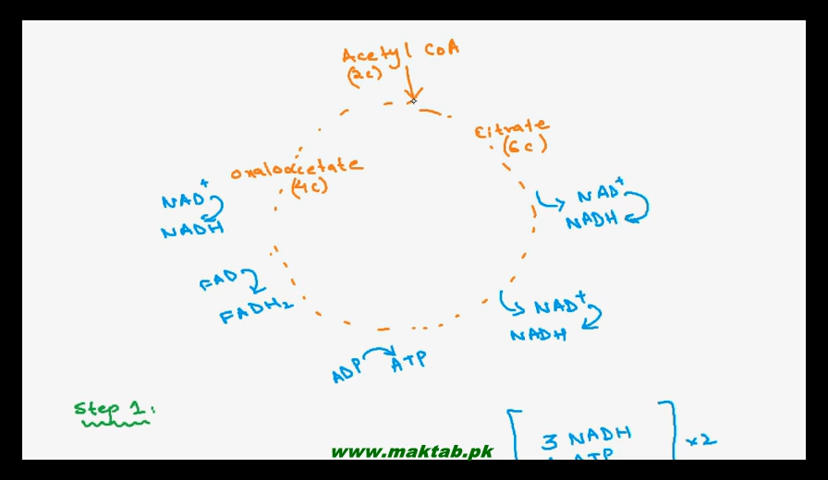 Acetyl CoA
(2c)
Citrate
(6c)
Oxaloacetate
(4c)
NAD+
NADH
NAD+
NADH
FAD
FADH2
NAD+
NADH
ADP ATP
Step 1:
3 NADH
ATP
x2
www.maktab.pk